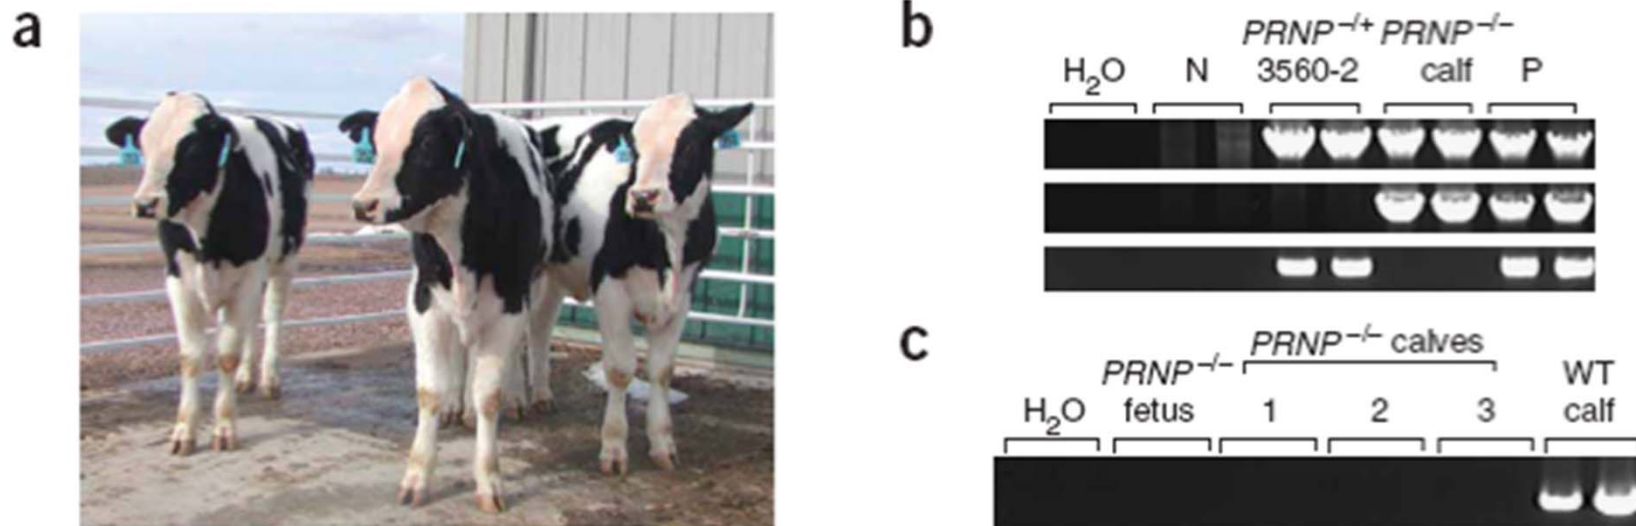 a
b
PRNP⁻/⁺ PRNP⁻/⁻
H₂O N 3560-2 calf P
c
PRNP⁻/⁻ calves
PRNP⁻/⁻ WT
H₂O fetus 1 2 3 calf